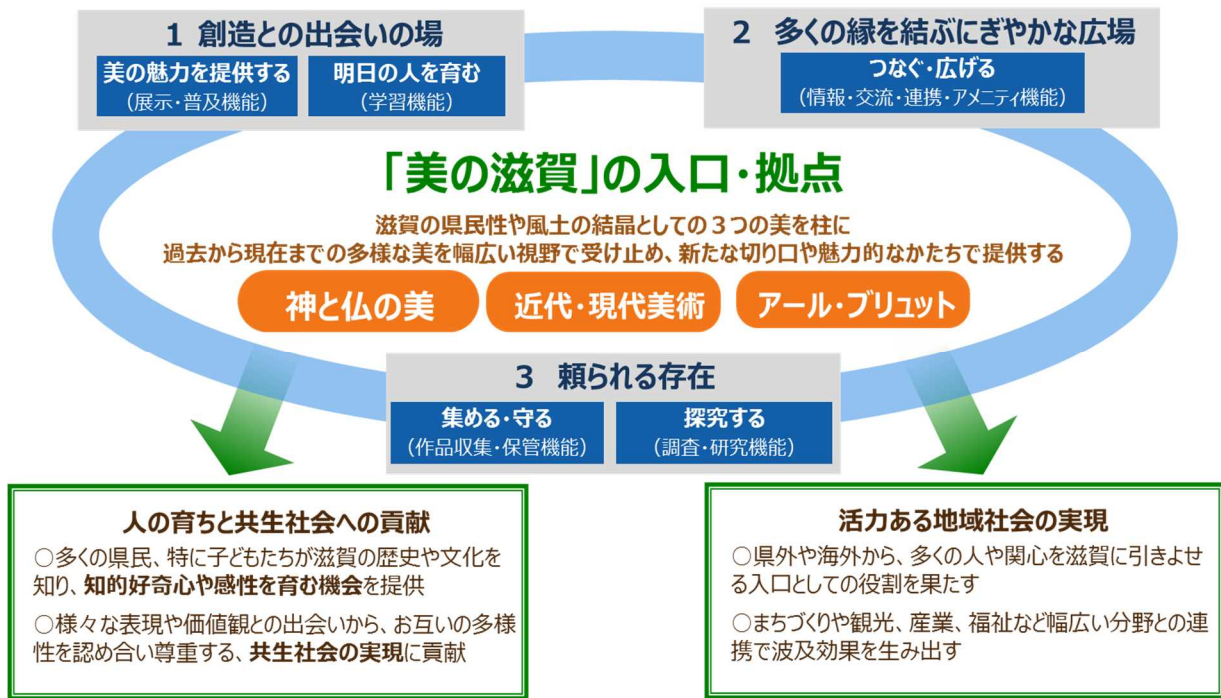 1 創造との出会いの場
美の魅力を提供する
（展示・普及機能）
明日の人を育む
（学習機能）
2 多くの縁を結ぶにぎやかな広場
つなぐ・広げる
（情報・交流・連携・アメニティ機能）
「美の滋賀」の入口・拠点
滋賀の県民性や風土の結晶としての３つの美を柱に
過去から現在までの多様な美を幅広い視野で受け止め、新たな切り口や魅力的なかたちで提供する
神と仏の美
近代・現代美術
アール・ブリュット
3 頼られる存在
集める・守る
（作品収集・保管機能）
探究する
（調査・研究機能）
人の育ちと共生社会への貢献
○多くの県民、特に子どもたちが滋賀の歴史や文化を
知り、知的好奇心や感性を育む機会を提供
○様々な表現や価値観との出会いから、お互いの多様
性を認め合い尊重する、共生社会の実現に貢献
活力ある地域社会の実現
○県外や海外から、多くの人や関心を滋賀に引きよせ
る入口としての役割を果たす
○まちづくりや観光、産業、福祉など幅広い分野との連
携で波及効果を生み出す